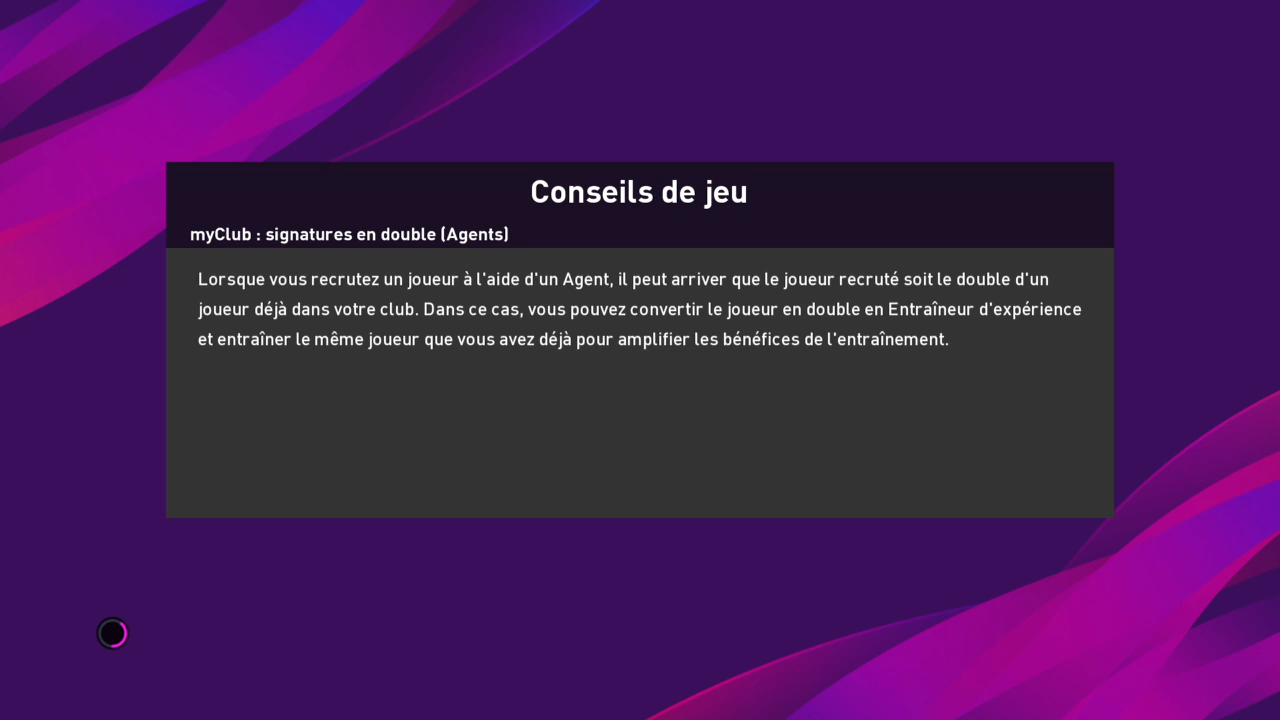 Conseils de jeu
myClub : signatures en double (Agents)
Lorsque vous recrutez un joueur à l'aide d'un Agent, il peut arriver que le joueur recruté soit le double d'un
joueur déjà dans votre club. Dans ce cas, vous pouvez convertir le joueur en double en Entraîneur d'expérience
et entraîner le même joueur que vous avez déjà pour amplifier les bénéfices de l'entraînement.